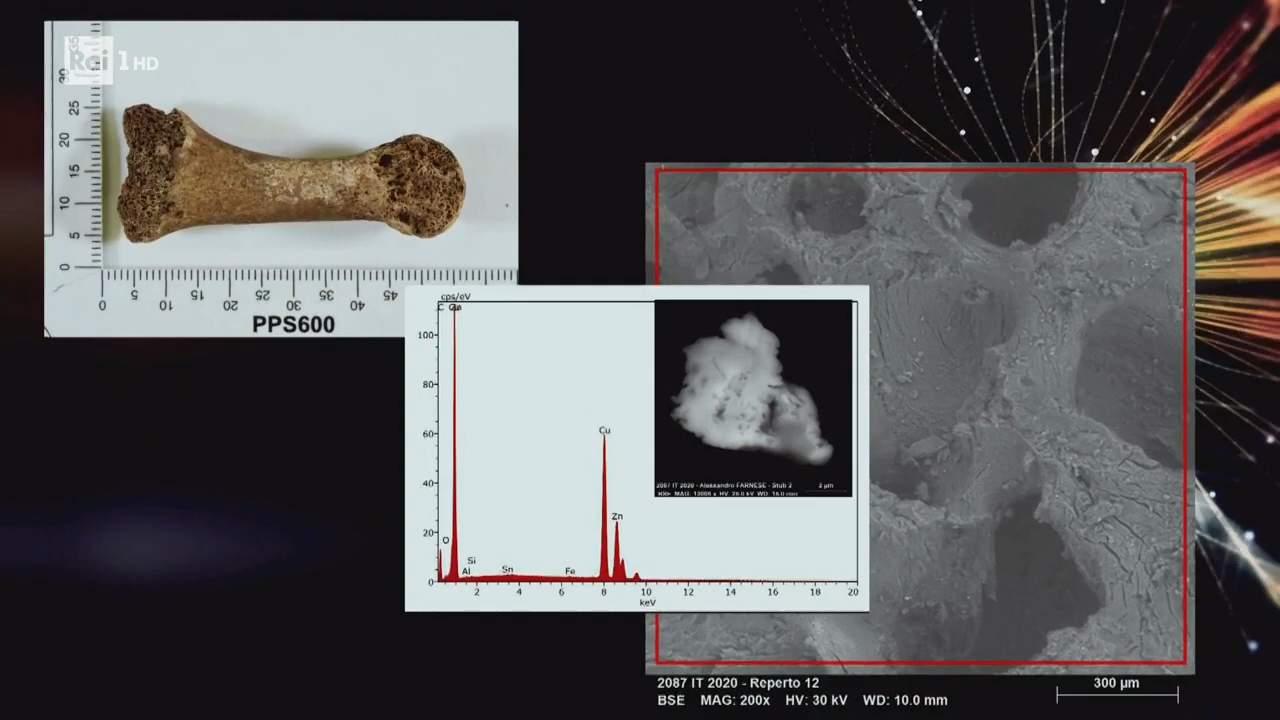 Rai 1 HD
35
30
25
20
15
10
5
0
0 5 10 15 20 25 30 35 40 45
PPS600
cps/eV
C Cu
100
80
60
40
20
0
Cu
Zn
O
Si
Al
Sn
Fe
2 4 6 8 10 12 14 16 18 20
keV
2087 IT 2020 - Alessandro FARNESE - Stub 2 2 µm
2087 IT 2020 - Reperto 12
BSE MAG: 200x HV: 30 kV WD: 10.0 mm
300 µm